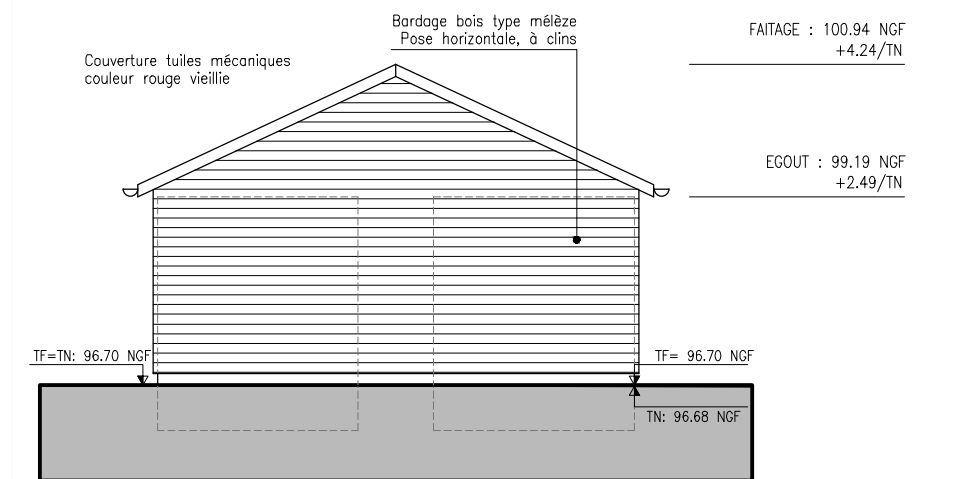 Bardage bois type mélèze
Pose horizontale, à clins
FAITAGE : 100.94 NGF
+4.24/TN
Couverture tuiles mécaniques
couleur rouge vieillie
EGOUT : 99.19 NGF
+2.49/TN
TF=TN: 96.70 NGF
TF= 96.70 NGF
TN: 96.68 NGF